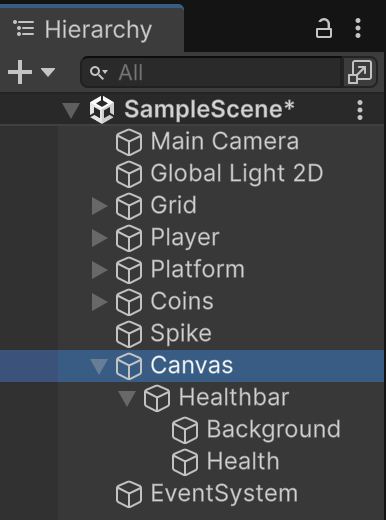 Hierarchy
All
SampleScene*
Main Camera
Global Light 2D
Grid
Player
Platform
Coins
Spike
Canvas
Healthbar
Background
Health
EventSystem